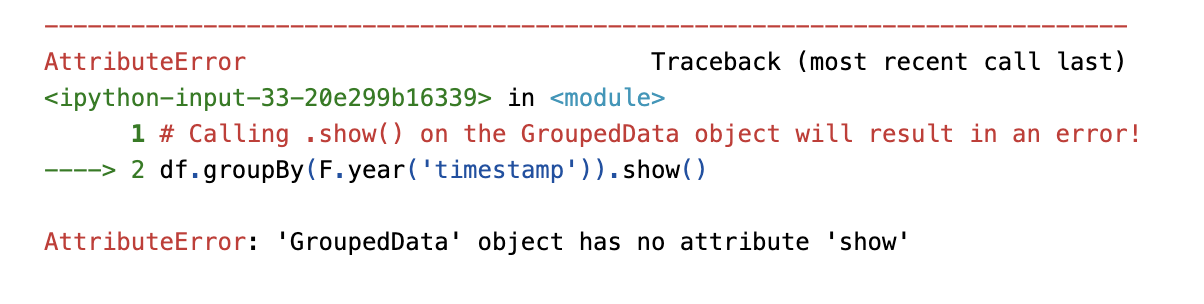 ---------------------------------------------------------------------------
AttributeError                            Traceback (most recent call last)
<ipython-input-33-20e299b16339> in <module>
      1 # Calling .show() on the GroupedData object will result in an error!
----> 2 df.groupBy(F.year('timestamp')).show()
AttributeError: 'GroupedData' object has no attribute 'show'